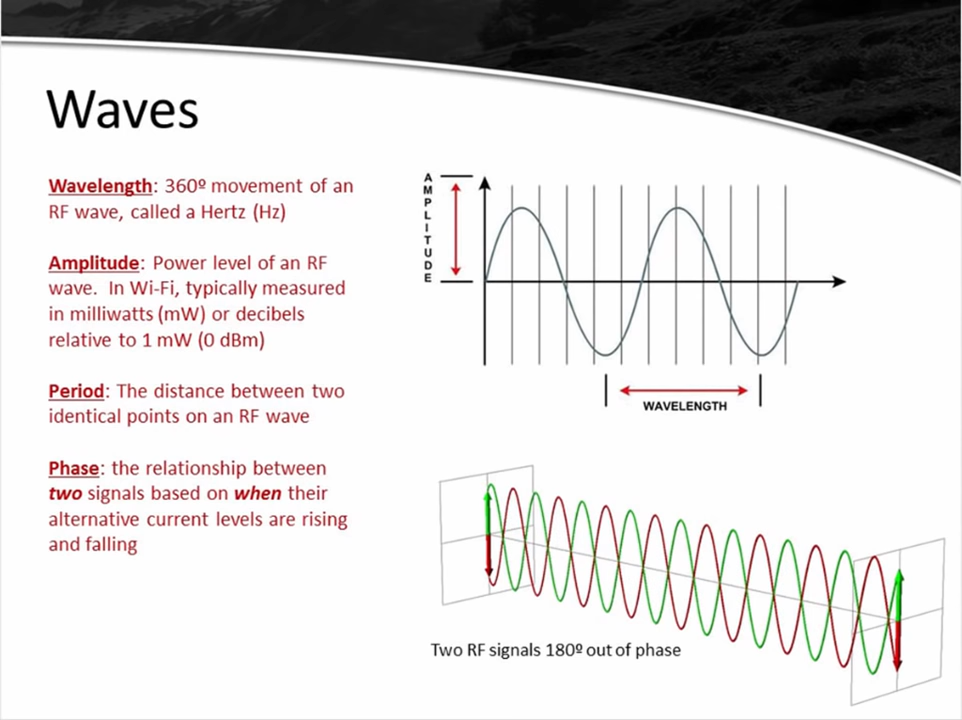 Waves
Wavelength: 360º movement of an
RF wave, called a Hertz (Hz)
Amplitude: Power level of an RF
wave. In Wi-Fi, typically measured
in milliwatts (mW) or decibels
relative to 1 mW (0 dBm)
Period: The distance between two
identical points on an RF wave
Phase: the relationship between
two signals based on when their
alternative current levels are rising
and falling
AMPLITUDE
WAVELENGTH
Two RF signals 180º out of phase